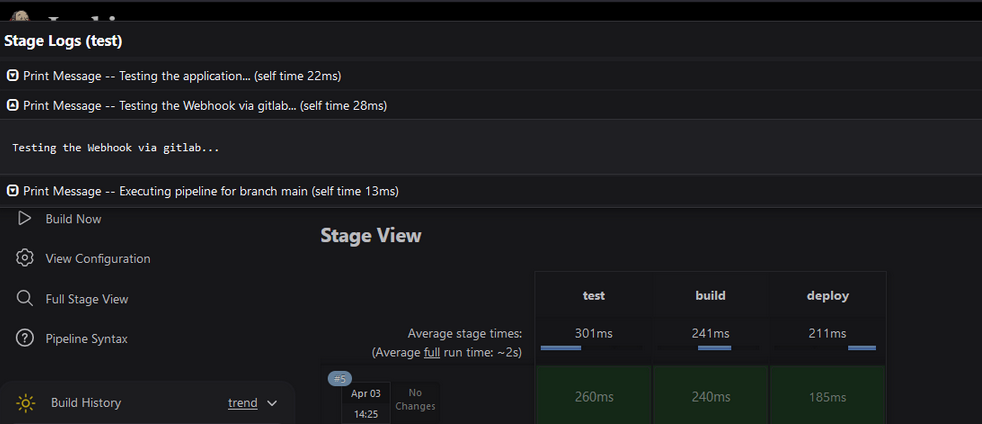 Stage Logs (test)
Print Message -- Testing the application... (self time 22ms)
Print Message -- Testing the Webhook via gitlab... (self time 28ms)
Testing the Webhook via gitlab...
Print Message -- Executing pipeline for branch main (self time 13ms)
Build Now
View Configuration
Full Stage View
Pipeline Syntax
Build History
trend
Stage View
test build deploy
Average stage times:
(Average full run time: ~2s)
301ms 241ms 211ms
#5
Apr 03
14:25
No
Changes
260ms 240ms 185ms